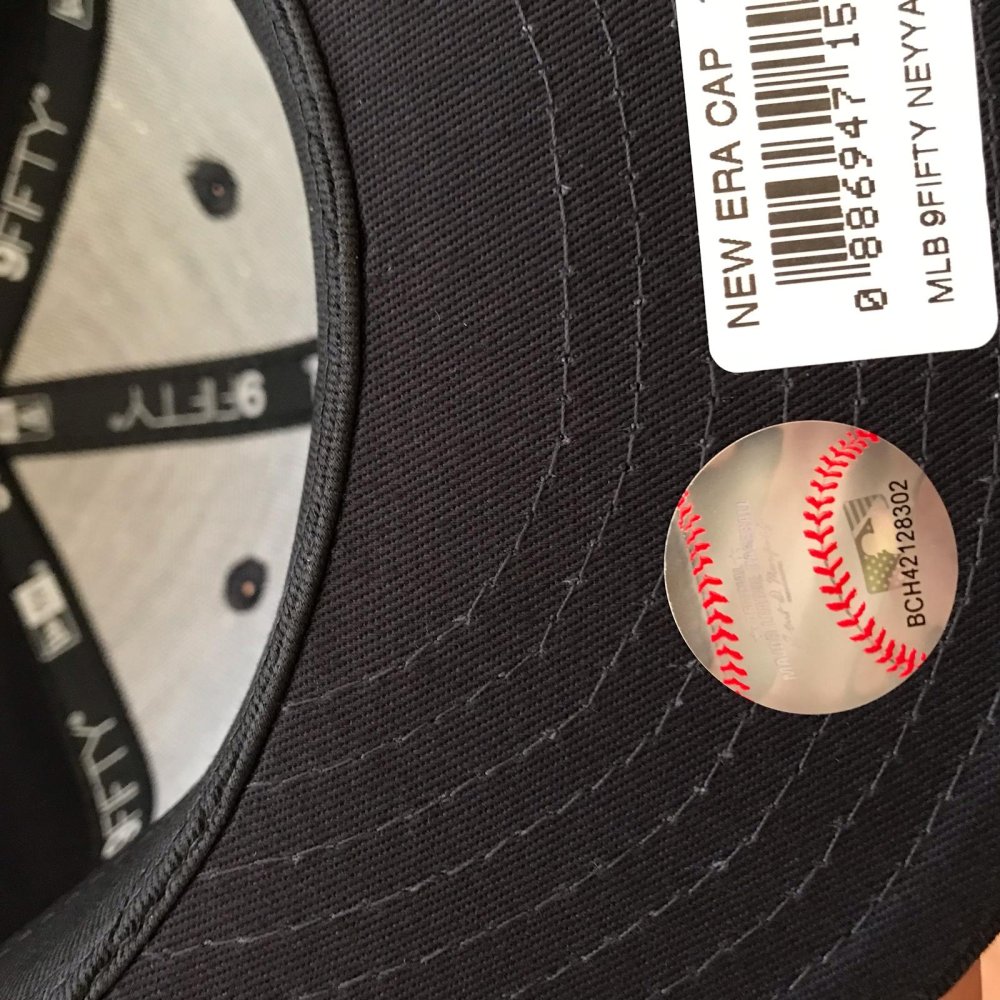 NEW ERA CAP
0 886947 15
MLB 9FIFTY NEYYA
BCH42128302
9FIFTY
9FIFTY
9FIFTY